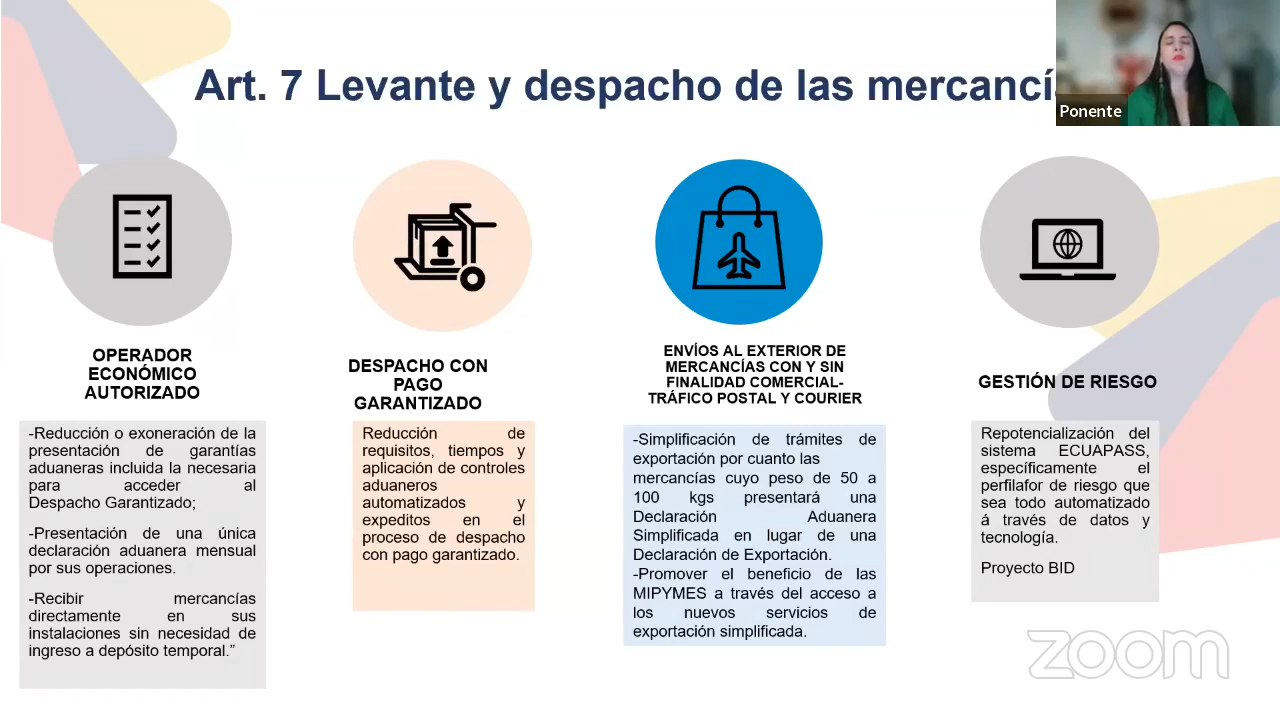 Art. 7 Levante y despacho de las mercancí
Ponente
OPERADOR
ECONÓMICO
AUTORIZADO
-Reducción o exoneración de la
presentación de garantías
aduaneras incluida la necesaria
para acceder al
Despacho Garantizado;
-Presentación de una única
declaración aduanera mensual
por sus operaciones.
-Recibir mercancías
directamente en sus
instalaciones sin necesidad de
ingreso a depósito temporal.”
DESPACHO CON
PAGO
GARANTIZADO
Reducción de
requisitos, tiempos y
aplicación de controles
aduaneros
automatizados y
expeditos en el
proceso de despacho
con pago garantizado.
ENVÍOS AL EXTERIOR DE
MERCANCÍAS CON Y SIN
FINALIDAD COMERCIAL-
TRÁFICO POSTAL Y COURIER
-Simplificación de trámites de
exportación por cuanto las
mercancías cuyo peso de 50 a
100 kgs presentará una
Declaración Aduanera
Simplificada en lugar de una
Declaración de Exportación.
-Promover el beneficio de las
MIPYMES a través del acceso a
los nuevos servicios de
exportación simplificada.
GESTIÓN DE RIESGO
Repotencialización del
sistema ECUAPASS,
específicamente el
perfilafor de riesgo que
sea todo automatizado
á través de datos y
tecnología.
Proyecto BID
zoom